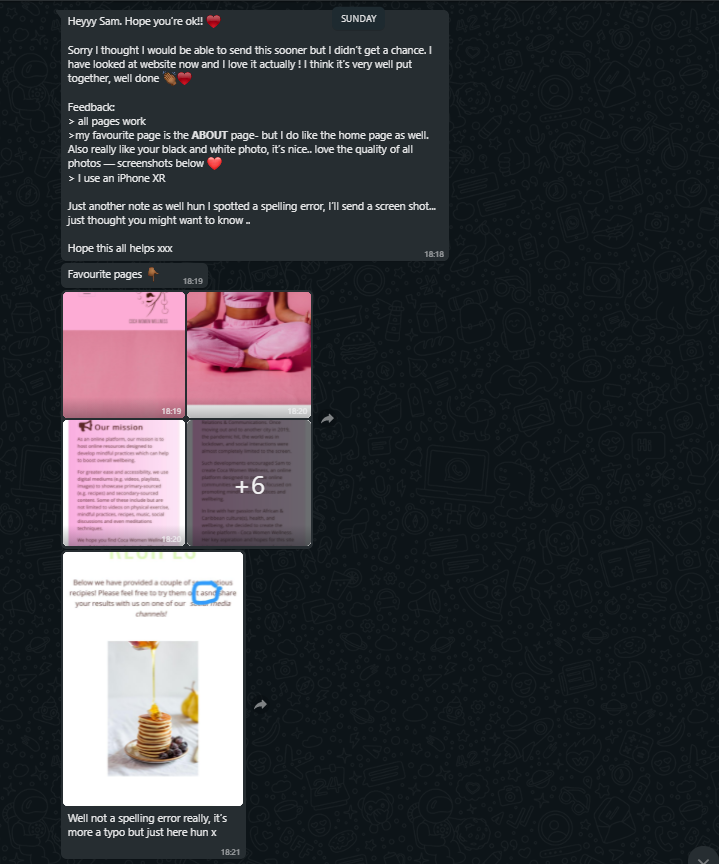 SUNDAY
Heyyy Sam. Hope you're ok!! ♥️
Sorry I thought I would be able to send this sooner but I didn't get a chance. I
have looked at website now and I love it actually ! I think it's very well put
together, well done 👏🏾♥️
Feedback:
> all pages work
>my favourite page is the ABOUT page- but I do like the home page as well.
Also really like your black and white photo, it's nice.. love the quality of all
photos — screenshots below ❤️
> I use an iPhone XR
Just another note as well hun I spotted a spelling error, I'll send a screen shot...
just thought you might want to know ..
Hope this all helps xxx
18:18
Favourite pages 👇🏾
18:19
18:19
18:20
Our mission
As an online platform, our mission is to
host online resources designed to
develop mindful practices which can help
to boost overall wellbeing.
For greater ease and accessibility, we use
digital mediums (e.g. videos, playlists,
images) to showcase primary-sourced
(e.g. recipes) and secondary-sourced
content. Some of these include but are
not limited to videos on physical exercise,
mindful practices, recipes, music, social
discussions and even meditations
techniques.
We hope you find Coco Women Wellne
18:20
+6
Below we have provided a couple of
recipies! Please feel free to try them asnd share
your results with us on one of our media
channels!
Well not a spelling error really, it's
more a typo but just here hun x
18:21